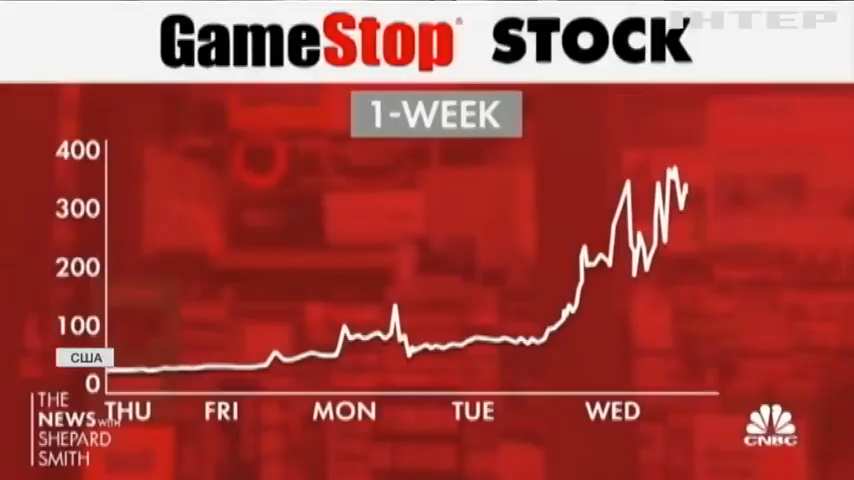 ІНТЕР
GameStop® STOCK
1-WEEK
400
300
200
100
США
0
THU FRI MON TUE WED
THE
NEWS WITH
SHEPARD
SMITH
CNBC